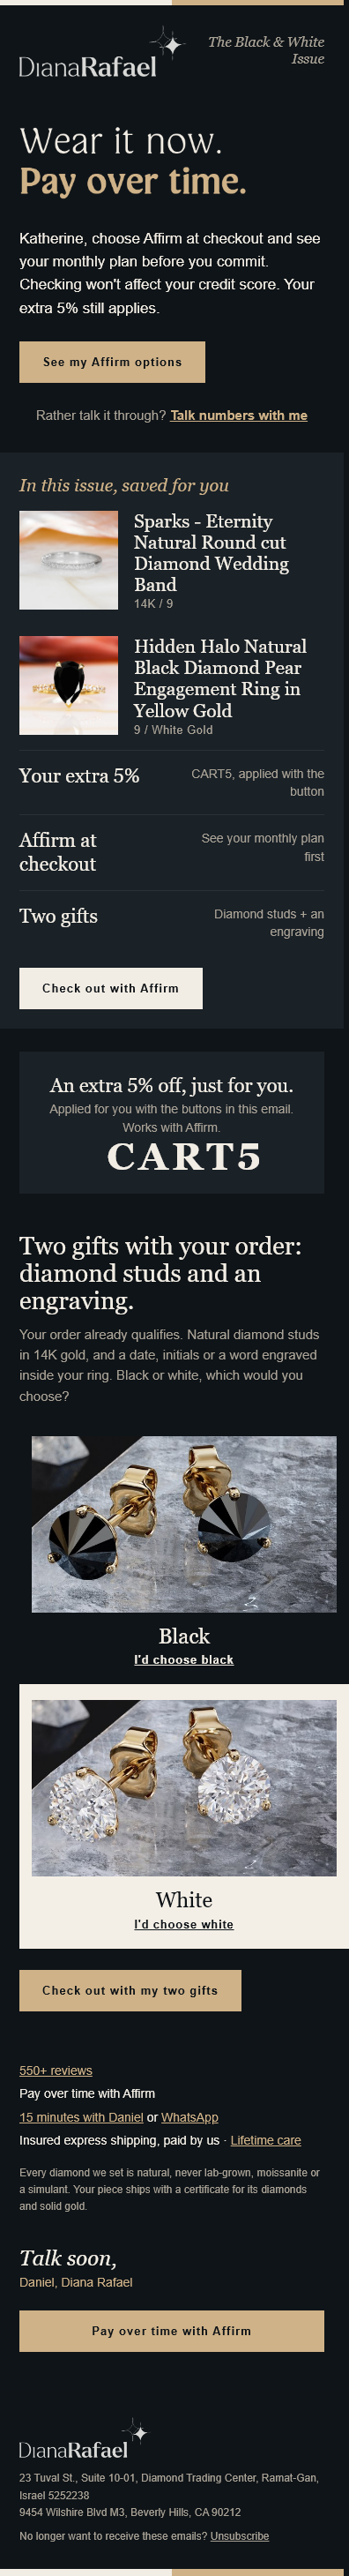 DianaRafael
The Black & White
Issue
Wear it now.
Pay over time.
Katherine, choose Affirm at checkout and see
your monthly plan before you commit.
Checking won't affect your credit score. Your
extra 5% still applies.
See my Affirm options
Rather talk it through? Talk numbers with me
In this issue, saved for you
Sparks - Eternity
Natural Round cut
Diamond Wedding
Band
14K / 9
Hidden Halo Natural
Black Diamond Pear
Engagement Ring in
Yellow Gold
9 / White Gold
Your extra 5%
CART5, applied with the
button
Affirm at
checkout
See your monthly plan
first
Two gifts
Diamond studs + an
engraving
Check out with Affirm
An extra 5% off, just for you.
Applied for you with the buttons in this email.
Works with Affirm.
CART5
Two gifts with your order:
diamond studs and an
engraving.
Your order already qualifies. Natural diamond studs
in 14K gold, and a date, initials or a word engraved
inside your ring. Black or white, which would you
choose?
Black
I'd choose black
White
I'd choose white
Check out with my two gifts
550+ reviews
Pay over time with Affirm
15 minutes with Daniel or WhatsApp
Insured express shipping, paid by us · Lifetime care
Every diamond we set is natural, never lab-grown, moissanite or
a simulant. Your piece ships with a certificate for its diamonds
and solid gold.
Talk soon,
Daniel, Diana Rafael
Pay over time with Affirm
DianaRafael
23 Tuval St., Suite 10-01, Diamond Trading Center, Ramat-Gan,
Israel 5252238
9454 Wilshire Blvd M3, Beverly Hills, CA 90212
No longer want to receive these emails? Unsubscribe